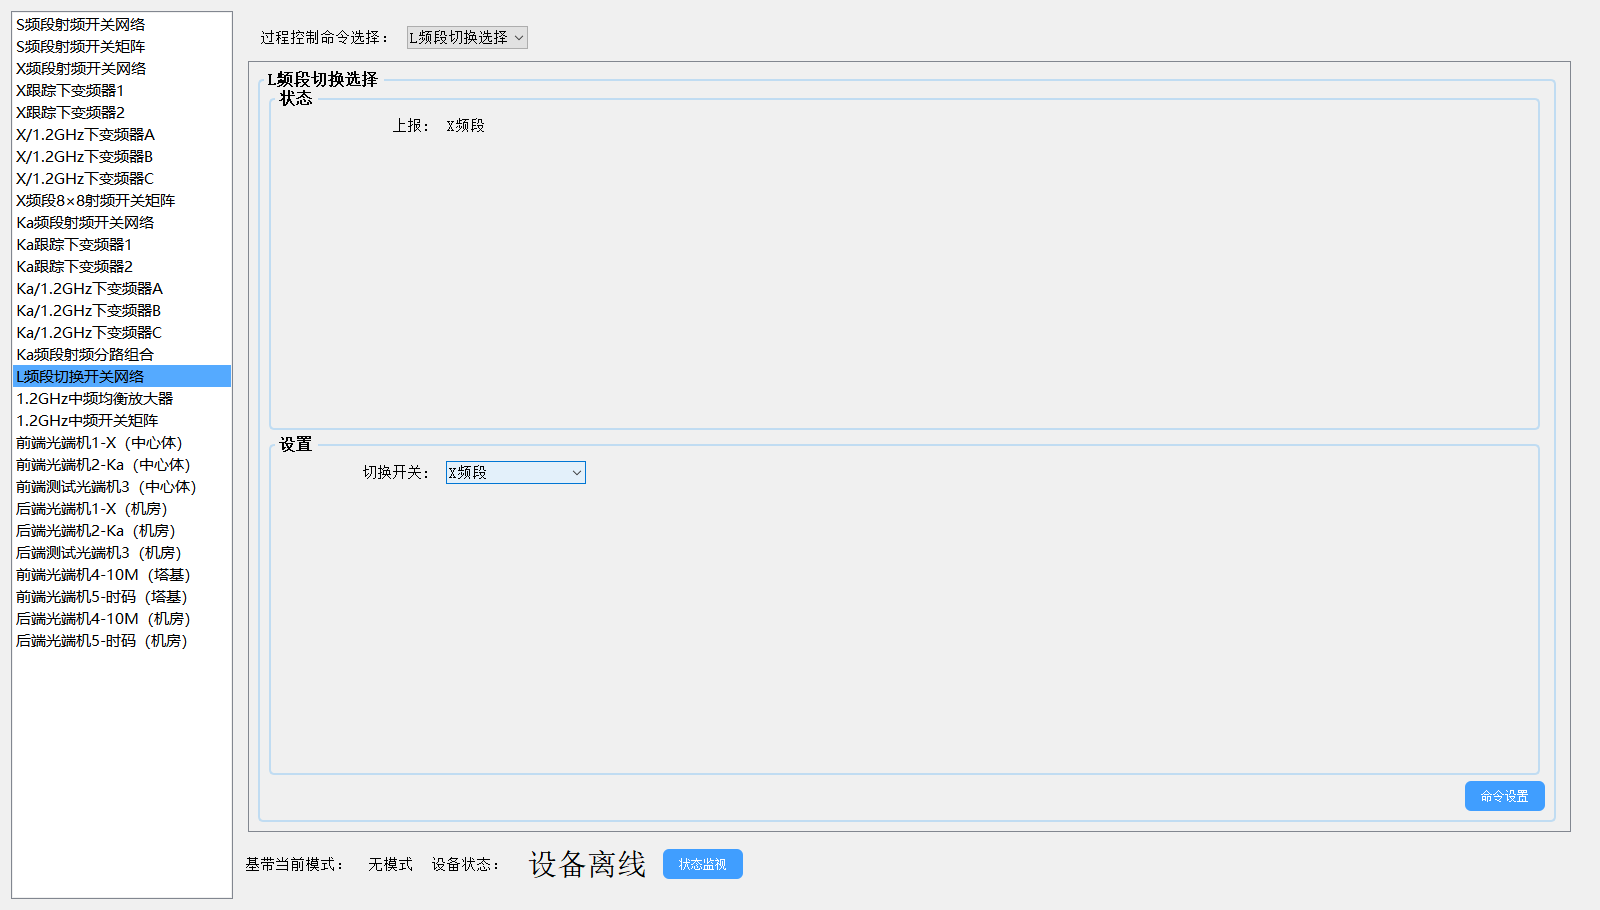 S频段射频开关网络
S频段射频开关矩阵
X频段射频开关网络
X跟踪下变频器1
X跟踪下变频器2
X/1.2GHz下变频器A
X/1.2GHz下变频器B
X/1.2GHz下变频器C
X频段8×8射频开关矩阵
Ka频段射频开关网络
Ka跟踪下变频器1
Ka跟踪下变频器2
Ka/1.2GHz下变频器A
Ka/1.2GHz下变频器B
Ka/1.2GHz下变频器C
Ka频段射频分路组合
L频段切换开关网络
1.2GHz中频均衡放大器
1.2GHz中频开关矩阵
前端光端机1-X（中心体）
前端光端机2-Ka（中心体）
前端测试光端机3（中心体）
后端光端机1-X（机房）
后端光端机2-Ka（机房）
后端测试光端机3（机房）
前端光端机4-10M（塔基）
前端光端机5-时码（塔基）
后端光端机4-10M（机房）
后端光端机5-时码（机房）
过程控制命令选择： L频段切换选择
L频段切换选择
状态
上报： X频段
设置
切换开关： X频段
命令设置
基带当前模式： 无模式 设备状态： 设备离线 状态监视